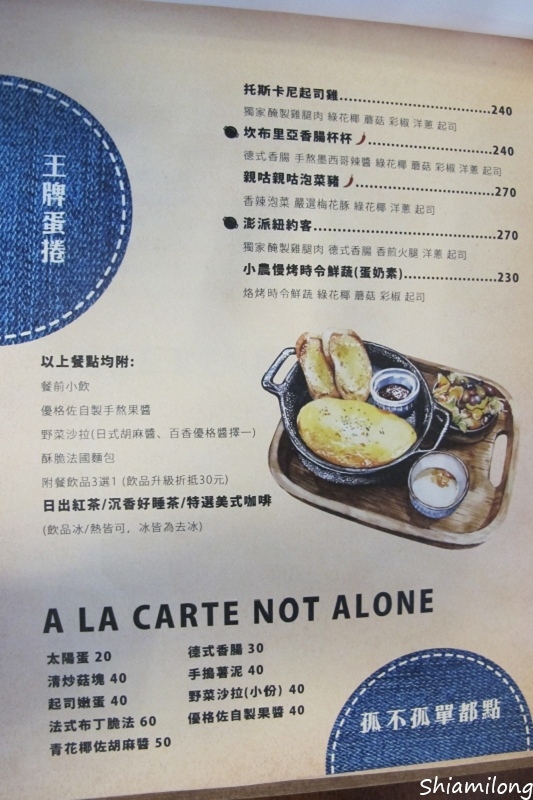 王牌蛋捲
托斯卡尼起司雞 240
獨家醃製雞腿肉 綠花椰 蘑菇 彩椒 洋蔥 起司
坎布里亞香腸杯杯 240
德式香腸 手熬墨西哥辣醬 綠花椰 蘑菇 彩椒 洋蔥 起司
親咕親咕泡菜豬 270
香辣泡菜 嚴選梅花豚 綠花椰 洋蔥 起司
澎派紐約客 270
獨家醃製雞腿肉 德式香腸 香煎火腿 洋蔥 起司
小農慢烤時令鮮蔬(蛋奶素) 230
烙烤時令鮮蔬 綠花椰 蘑菇 彩椒 起司
以上餐點均附:
餐前小飲
優格佐自製手熬果醬
野菜沙拉(日式胡麻醬、百香優格醬擇一)
酥脆法國麵包
附餐飲品3選1 (飲品升級折抵30元)
日出紅茶/沉香好睡茶/特選美式咖啡
(飲品冰/熱皆可，冰皆為去冰)
A LA CARTE NOT ALONE
太陽蛋 20
清炒菇塊 40
起司嫩蛋 40
法式布丁脆法 60
青花椰佐胡麻醬 50
德式香腸 30
手搗薯泥 40
野菜沙拉(小份) 40
優格佐自製果醬 40
孤不孤單都點
Shiamilong